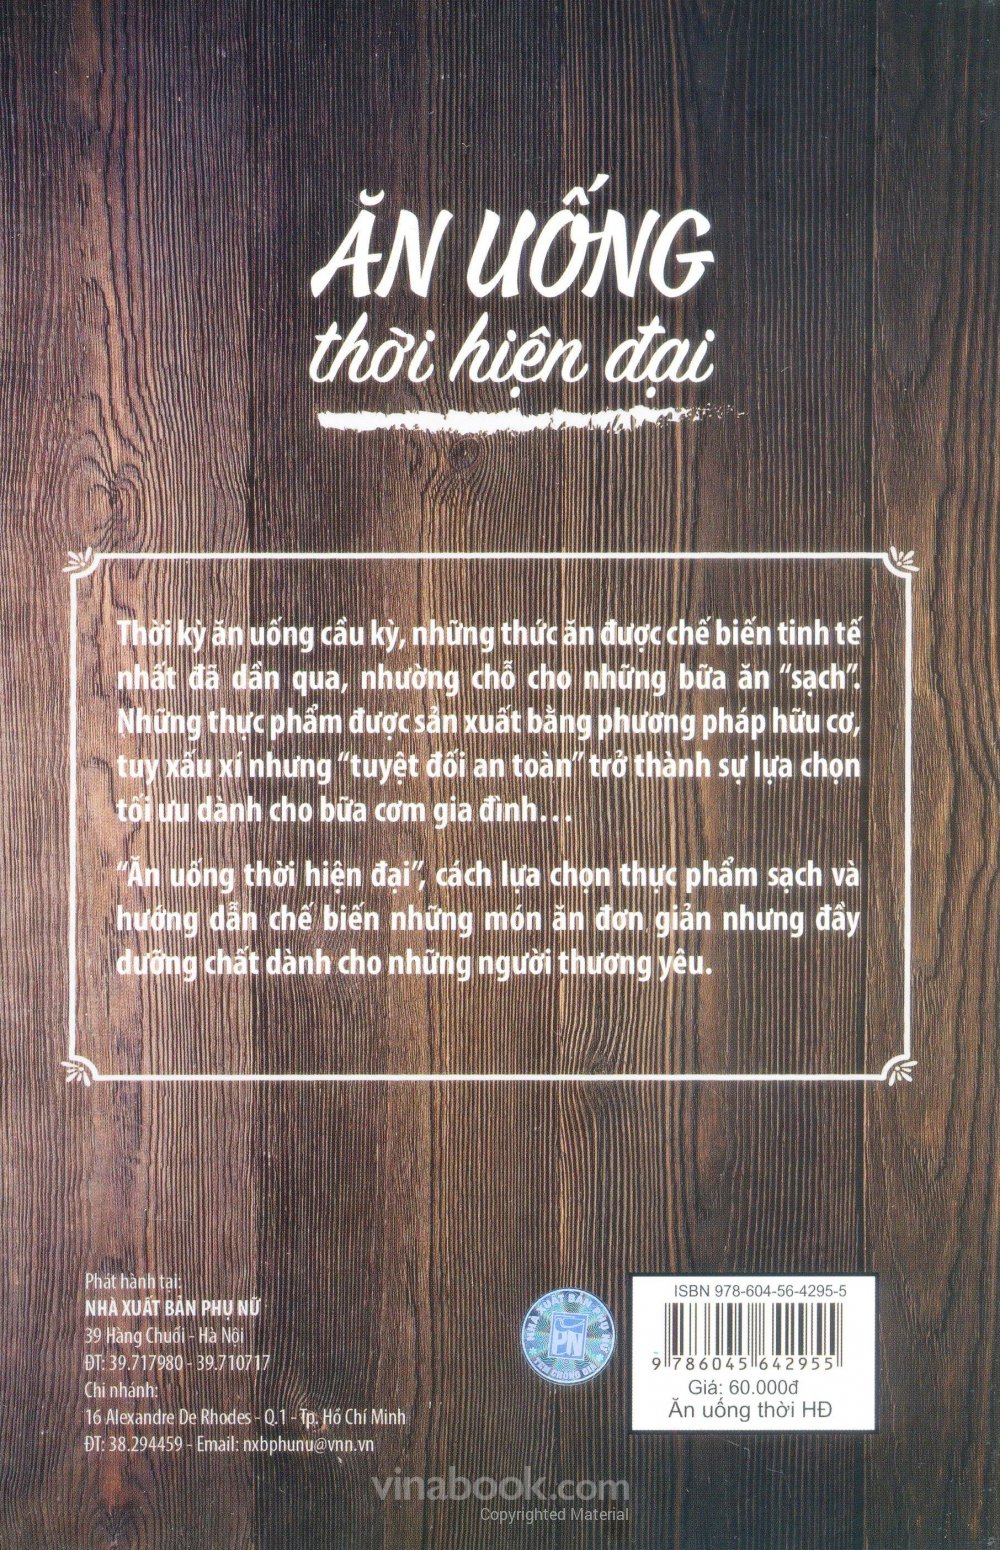 ĂN UỐNG
thời hiện đại
Thời kỳ ăn uống cầu kỳ, những thức ăn được chế biến tinh tế
nhất đã dần qua, nhường chỗ cho những bữa ăn “sạch”.
Những thực phẩm được sản xuất bằng phương pháp hữu cơ,
tuy xấu xí nhưng “tuyệt đối an toàn” trở thành sự lựa chọn
tối ưu dành cho bữa cơm gia đình...
“Ăn uống thời hiện đại”, cách lựa chọn thực phẩm sạch và
hướng dẫn chế biến những món ăn đơn giản nhưng đầy
dưỡng chất dành cho những người thương yêu.
Phát hành tại:
NHÀ XUẤT BẢN PHỤ NỮ
39 Hàng Chuối - Hà Nội
ĐT: 39.717980 - 39.710717
Chi nhánh:
16 Alexandre De Rhodes - Q.1 - Tp. Hồ Chí Minh
ĐT: 38.294459 - Email: nxbphunu@vnn.vn
PN
ISBN 978-604-56-4295-5
9 786045 642955
Giá: 60.000đ
Ăn uống thời HĐ
vinabook.com
Copyrighted Material